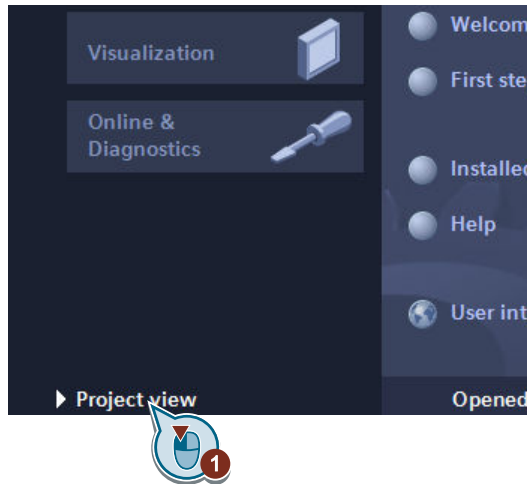 Visualization
Online &
Diagnostics
Welcom
First ste
Installed
Help
User int
Project view
Opened
1